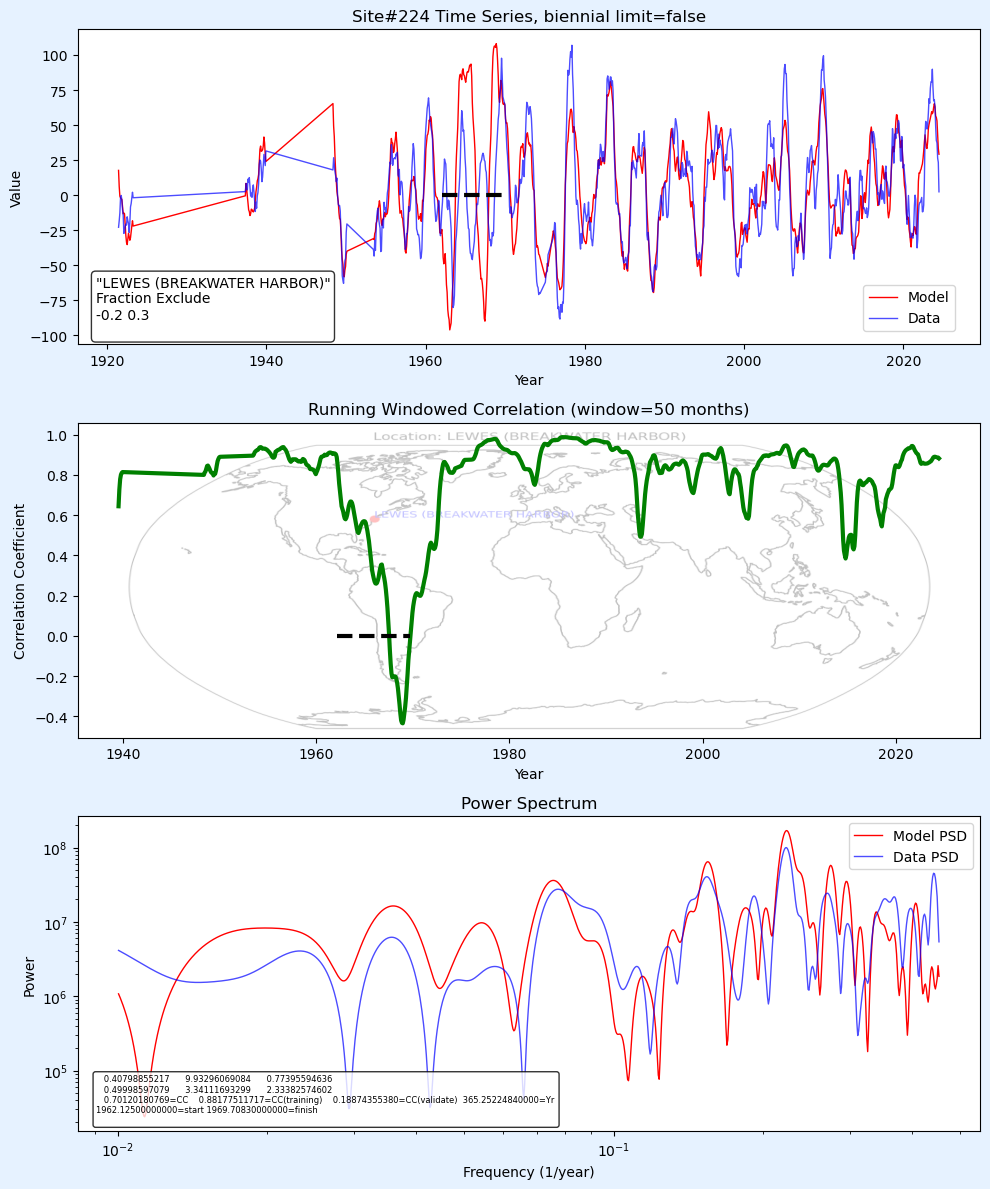 Site#224 Time Series, biennial limit=false
100
75
50
25
0
−25
−50
−75
−100
Value
"LEWES (BREAKWATER HARBOR)"
Fraction Exclude
-0.2 0.3
Model
Data
1920
1940
1960
1980
2000
2020
Year
Running Windowed Correlation (window=50 months)
Location: LEWES (BREAKWATER HARBOR)
LEWES (BREAKWATER HARBOR)
1.0
0.8
0.6
0.4
0.2
0.0
−0.2
−0.4
Correlation Coefficient
1940
1960
1980
2000
2020
Year
Power Spectrum
Model PSD
Data PSD
10^8
10^7
10^6
10^5
Power
0.40798855217 9.93296069084 0.77395594636
0.49998597079 3.34111693299 2.33382574602
0.70120180769=CC 0.88177511717=CC(training) 0.18874355380=CC(validate) 365.25224840000=Yr
1962.12500000000=start 1969.70830000000=finish
10^−2
10^−1
Frequency (1/year)